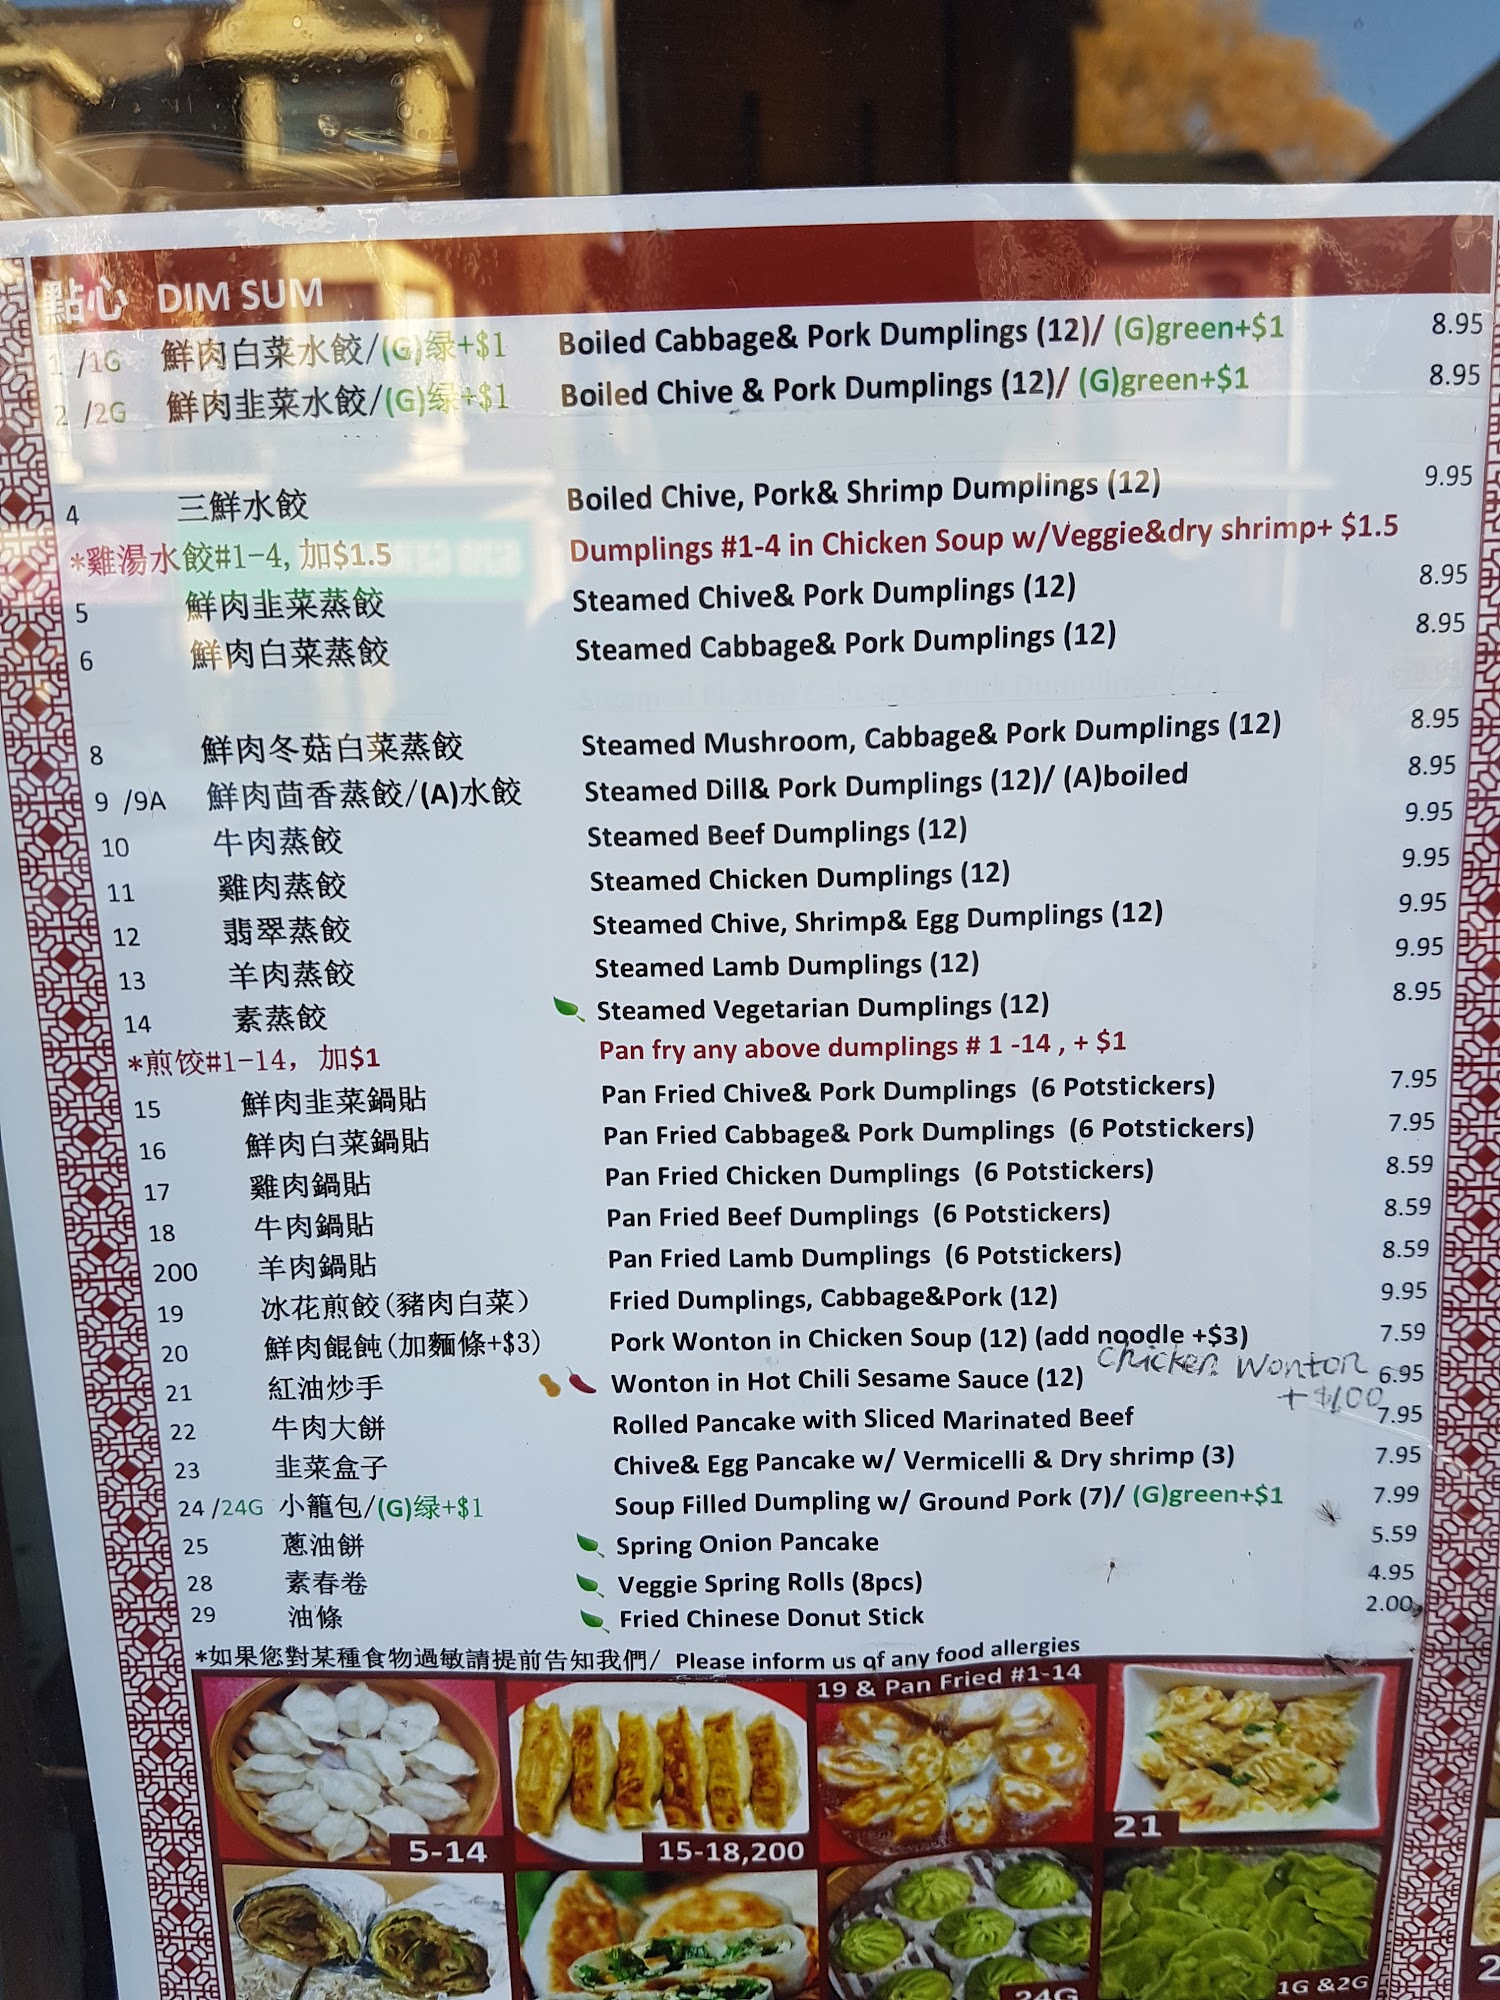 點心 DIM SUM
1 /1G 鮮肉白菜水餃/(G)绿+$1 Boiled Cabbage& Pork Dumplings (12)/ (G)green+$1 8.95
2 /2G 鮮肉韭菜水餃/(G)绿+$1 Boiled Chive & Pork Dumplings (12)/ (G)green+$1 8.95
4 三鮮水餃 Boiled Chive, Pork& Shrimp Dumplings (12) 9.95
*雞湯水餃#1-4, 加$1.5 Dumplings #1-4 in Chicken Soup w/Veggie&dry shrimp+ $1.5
5 鮮肉韭菜蒸餃 Steamed Chive& Pork Dumplings (12) 8.95
6 鮮肉白菜蒸餃 Steamed Cabbage& Pork Dumplings (12) 8.95
8 鮮肉冬菇白菜蒸餃 Steamed Mushroom, Cabbage& Pork Dumplings (12) 8.95
9 /9A 鮮肉茴香蒸餃/(A)水餃 Steamed Dill& Pork Dumplings (12)/ (A)boiled 8.95
10 牛肉蒸餃 Steamed Beef Dumplings (12) 9.95
11 雞肉蒸餃 Steamed Chicken Dumplings (12) 9.95
12 翡翠蒸餃 Steamed Chive, Shrimp& Egg Dumplings (12) 9.95
13 羊肉蒸餃 Steamed Lamb Dumplings (12) 9.95
14 素蒸餃 Steamed Vegetarian Dumplings (12) 8.95
*煎饺#1-14, 加$1 Pan fry any above dumplings # 1 -14 , + $1
15 鮮肉韭菜鍋貼 Pan Fried Chive& Pork Dumplings (6 Potstickers) 7.95
16 鮮肉白菜鍋貼 Pan Fried Cabbage& Pork Dumplings (6 Potstickers) 7.95
17 雞肉鍋貼 Pan Fried Chicken Dumplings (6 Potstickers) 8.59
18 牛肉鍋貼 Pan Fried Beef Dumplings (6 Potstickers) 8.59
200 羊肉鍋貼 Pan Fried Lamb Dumplings (6 Potstickers) 8.59
19 冰花煎餃(豬肉白菜) Fried Dumplings, Cabbage&Pork (12) 9.95
20 鮮肉餛飩(加麵條+$3) Pork Wonton in Chicken Soup (12) (add noodle +$3) 7.59
chicken wonton
21 紅油炒手 Wonton in Hot Chili Sesame Sauce (12) 6.95
+$1.00
22 牛肉大餅 Rolled Pancake with Sliced Marinated Beef 7.95
23 韭菜盒子 Chive& Egg Pancake w/ Vermicelli & Dry shrimp (3) 7.95
24 /24G 小籠包/(G)绿+$1 Soup Filled Dumpling w/ Ground Pork (7)/ (G)green+$1 7.99
25 蔥油餅 Spring Onion Pancake 5.59
28 素春卷 Veggie Spring Rolls (8pcs) 4.95
29 油條 Fried Chinese Donut Stick 2.00
*如果您對某種食物過敏請提前告知我們/ Please inform us of any food allergies
19 & Pan Fried #1-14
5-14
15-18,200
21
24G
1G &2G